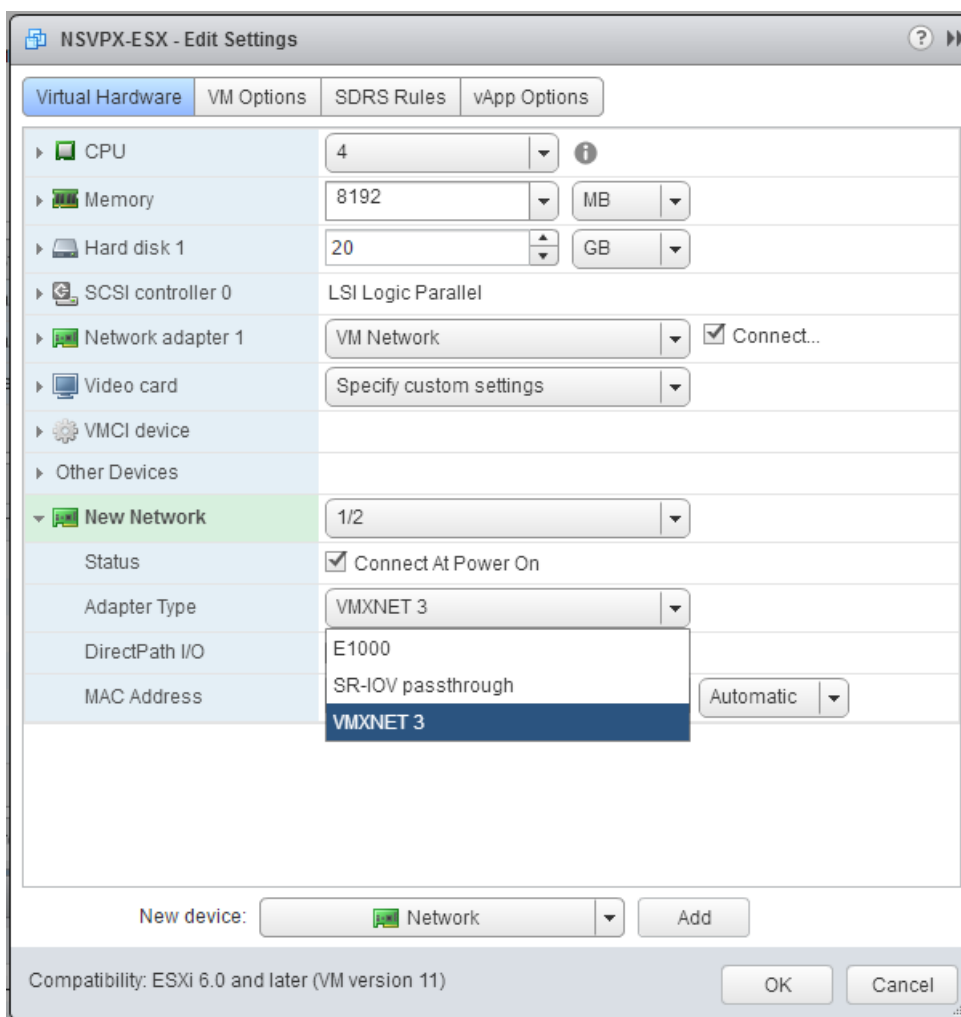 NSVPX-ESX - Edit Settings ?
Virtual Hardware VM Options SDRS Rules vApp Options
CPU 4
Memory 8192 MB
Hard disk 1 20 GB
SCSI controller 0 LSI Logic Parallel
Network adapter 1 VM Network Connect...
Video card Specify custom settings
VMCI device
Other Devices
New Network 1/2
Status Connect At Power On
Adapter Type VMXNET 3
DirectPath I/O E1000
SR-IOV passthrough
MAC Address Automatic
VMXNET 3
New device: Network Add
Compatibility: ESXi 6.0 and later (VM version 11) OK Cancel